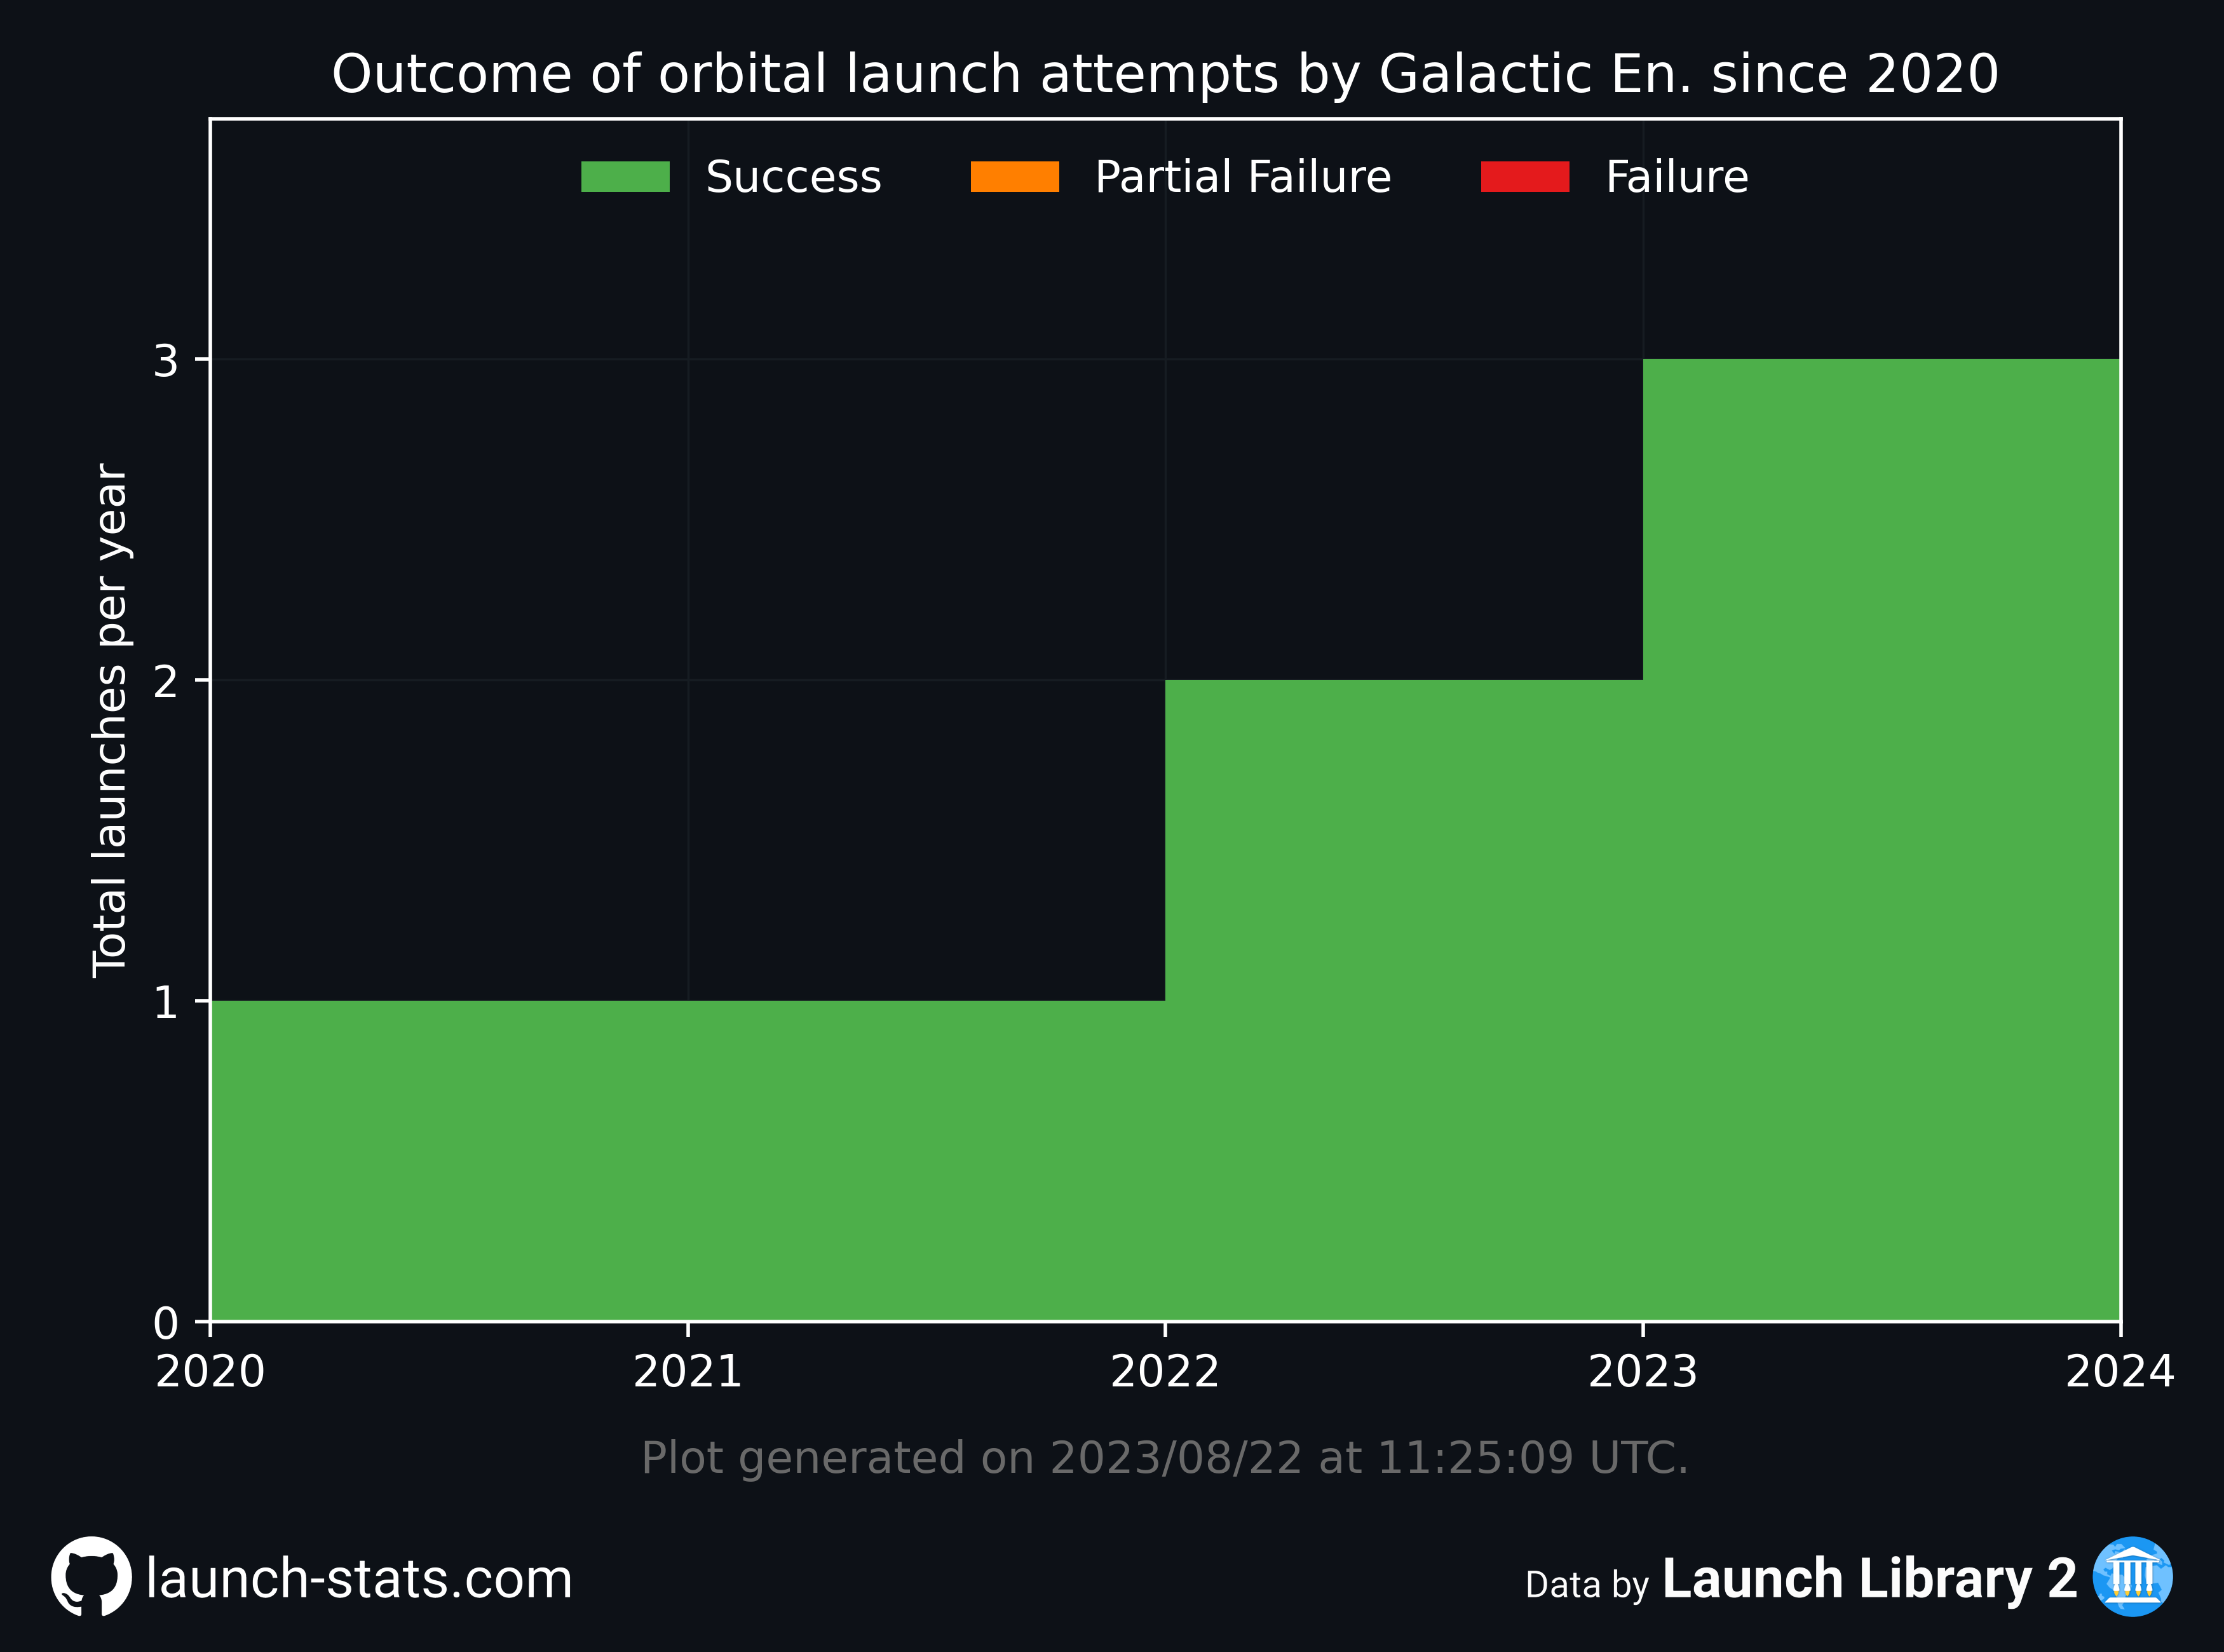 Outcome of orbital launch attempts by Galactic En. since 2020
Success Partial Failure Failure
Total launches per year
3
2
1
0
2020 2021 2022 2023 2024
Plot generated on 2023/08/22 at 11:25:09 UTC.
launch-stats.com
Data by Launch Library 2